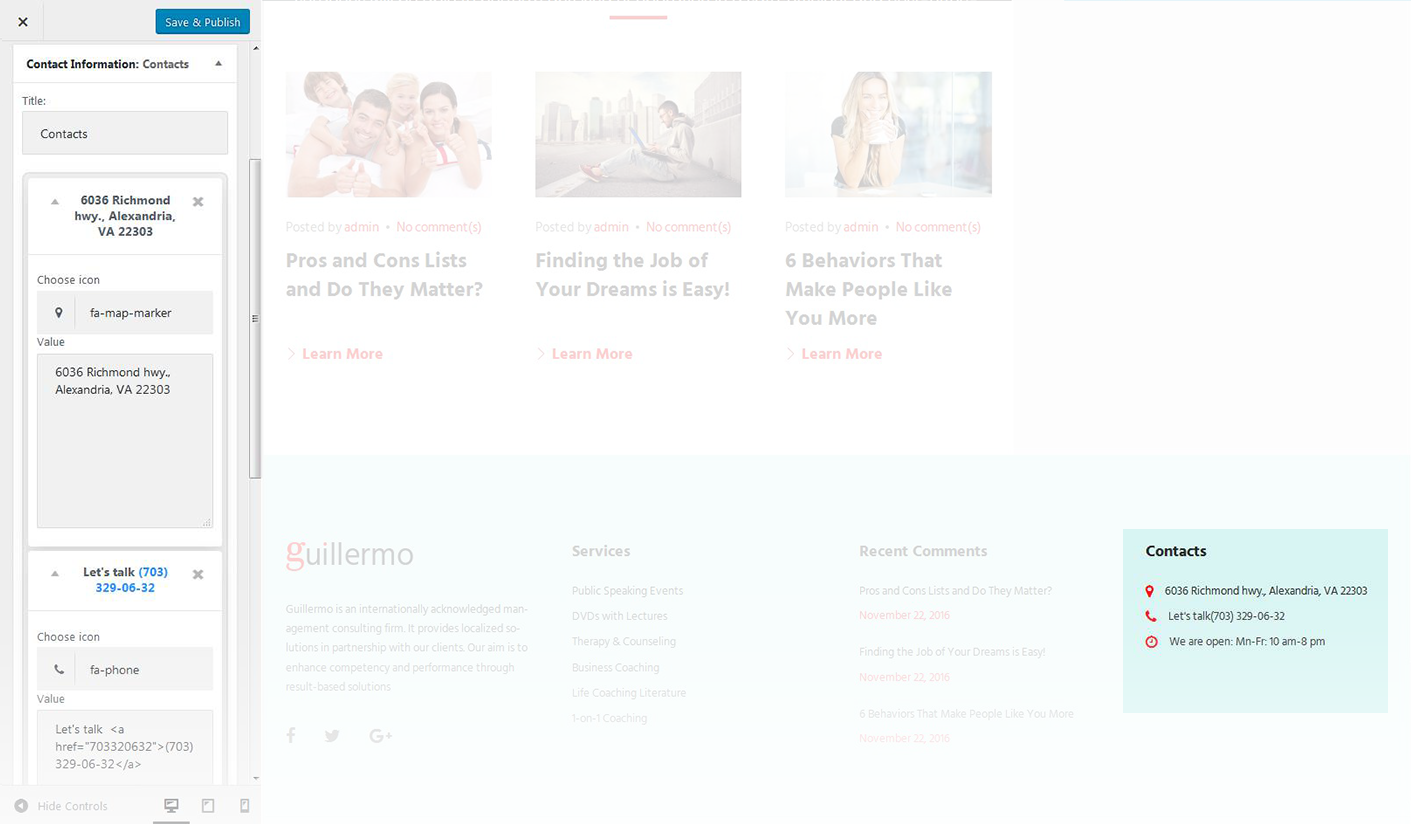 Save & Publish
Contact Information: Contacts
Title:
Contacts
6036 Richmond
hwy., Alexandria,
VA 22303
Choose icon
fa-map-marker
Value
6036 Richmond hwy.,
Alexandria, VA 22303
Let's talk (703)
329-06-32
Choose icon
fa-phone
Value
Let's talk <a
href="703320632">(703)
329-06-32</a>
Hide Controls
Posted by admin • No comment(s)
Pros and Cons Lists
and Do They Matter?
Learn More
Posted by admin • No comment(s)
Finding the Job of
Your Dreams is Easy!
Learn More
Posted by admin • No comment(s)
6 Behaviors That
Make People Like
You More
Learn More
guillermo
Guillermo is an internationally acknowledged man-
agement consulting firm. It provides localized so-
lutions in partnership with our clients. Our aim is to
enhance competency and performance through
result-based solutions
Services
Public Speaking Events
DVDs with Lectures
Therapy & Counseling
Business Coaching
Life Coaching Literature
1-on-1 Coaching
Recent Comments
Pros and Cons Lists and Do They Matter?
November 22, 2016
Finding the Job of Your Dreams is Easy!
November 22, 2016
6 Behaviors That Make People Like You More
November 22, 2016
Contacts
6036 Richmond hwy., Alexandria, VA 22303
Let's talk(703) 329-06-32
We are open: Mn-Fr: 10 am-8 pm